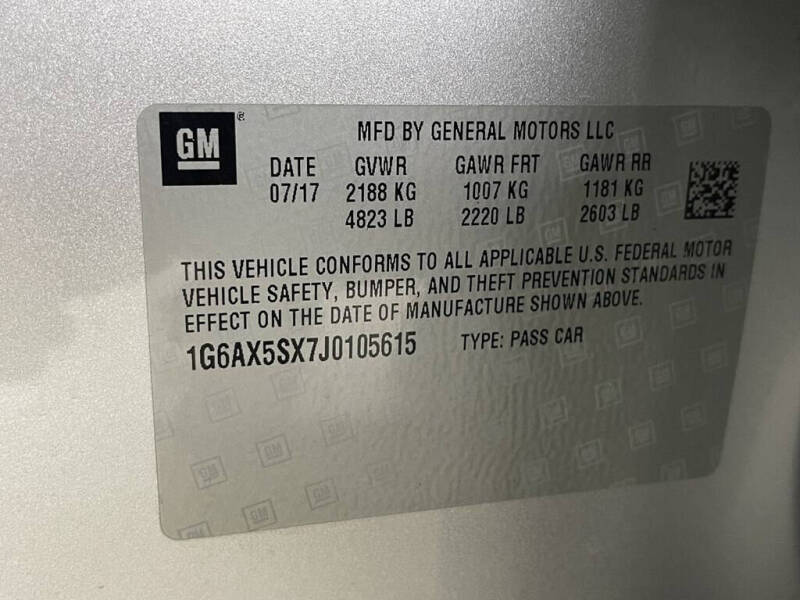 GM®
MFD BY GENERAL MOTORS LLC
DATE GVWR GAWR FRT GAWR RR
07/17 2188 KG 1007 KG 1181 KG
4823 LB 2220 LB 2603 LB
THIS VEHICLE CONFORMS TO ALL APPLICABLE U.S. FEDERAL MOTOR
VEHICLE SAFETY, BUMPER, AND THEFT PREVENTION STANDARDS IN
EFFECT ON THE DATE OF MANUFACTURE SHOWN ABOVE.
1G6AX5SX7J0105615 TYPE: PASS CAR